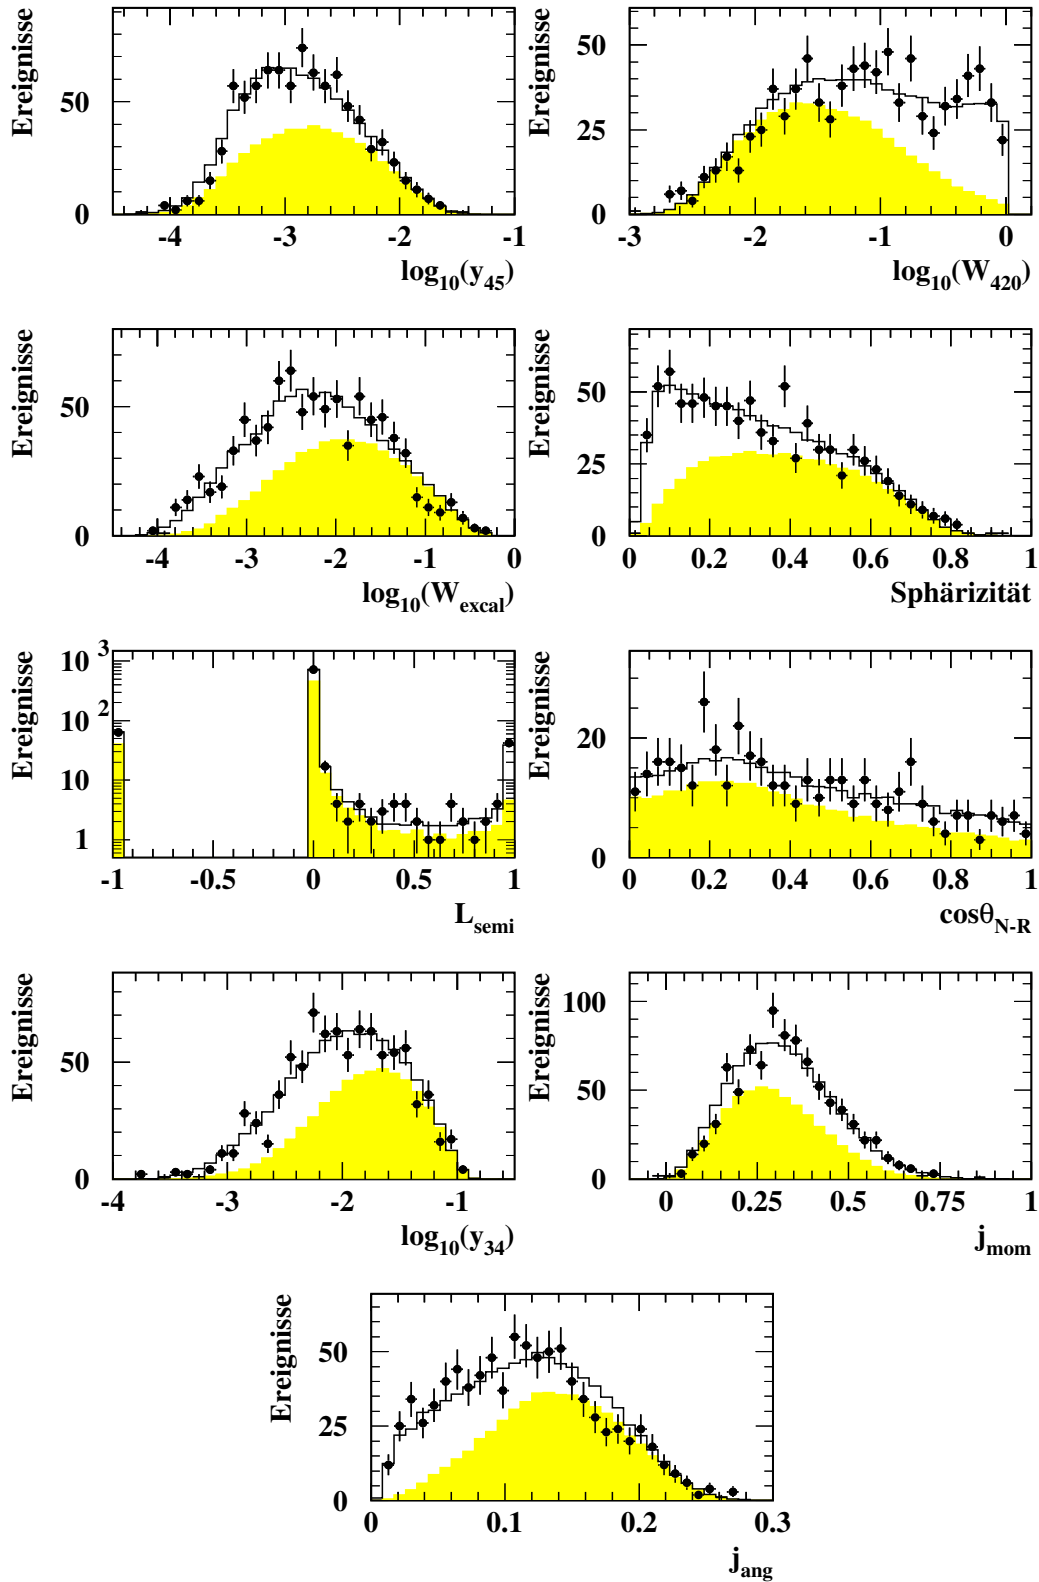 Ereignisse
50
0
-4 -3 -2 -1
log10(y45)
Ereignisse
50
25
0
-3 -2 -1 0
log10(W420)
Ereignisse
50
0
-4 -3 -2 -1 0
log10(Wexcal)
Ereignisse
50
25
0
0 0.2 0.4 0.6 0.8 1
Sphärizität
Ereignisse
10 3
10 2
10
1
-1 -0.5 0 0.5 1
Lsemi
Ereignisse
20
0
0 0.2 0.4 0.6 0.8 1
cosθN-R
Ereignisse
50
0
-4 -3 -2 -1
log10(y34)
Ereignisse
100
50
0
0 0.25 0.5 0.75 1
jmom
Ereignisse
50
25
0
0 0.1 0.2 0.3
jang